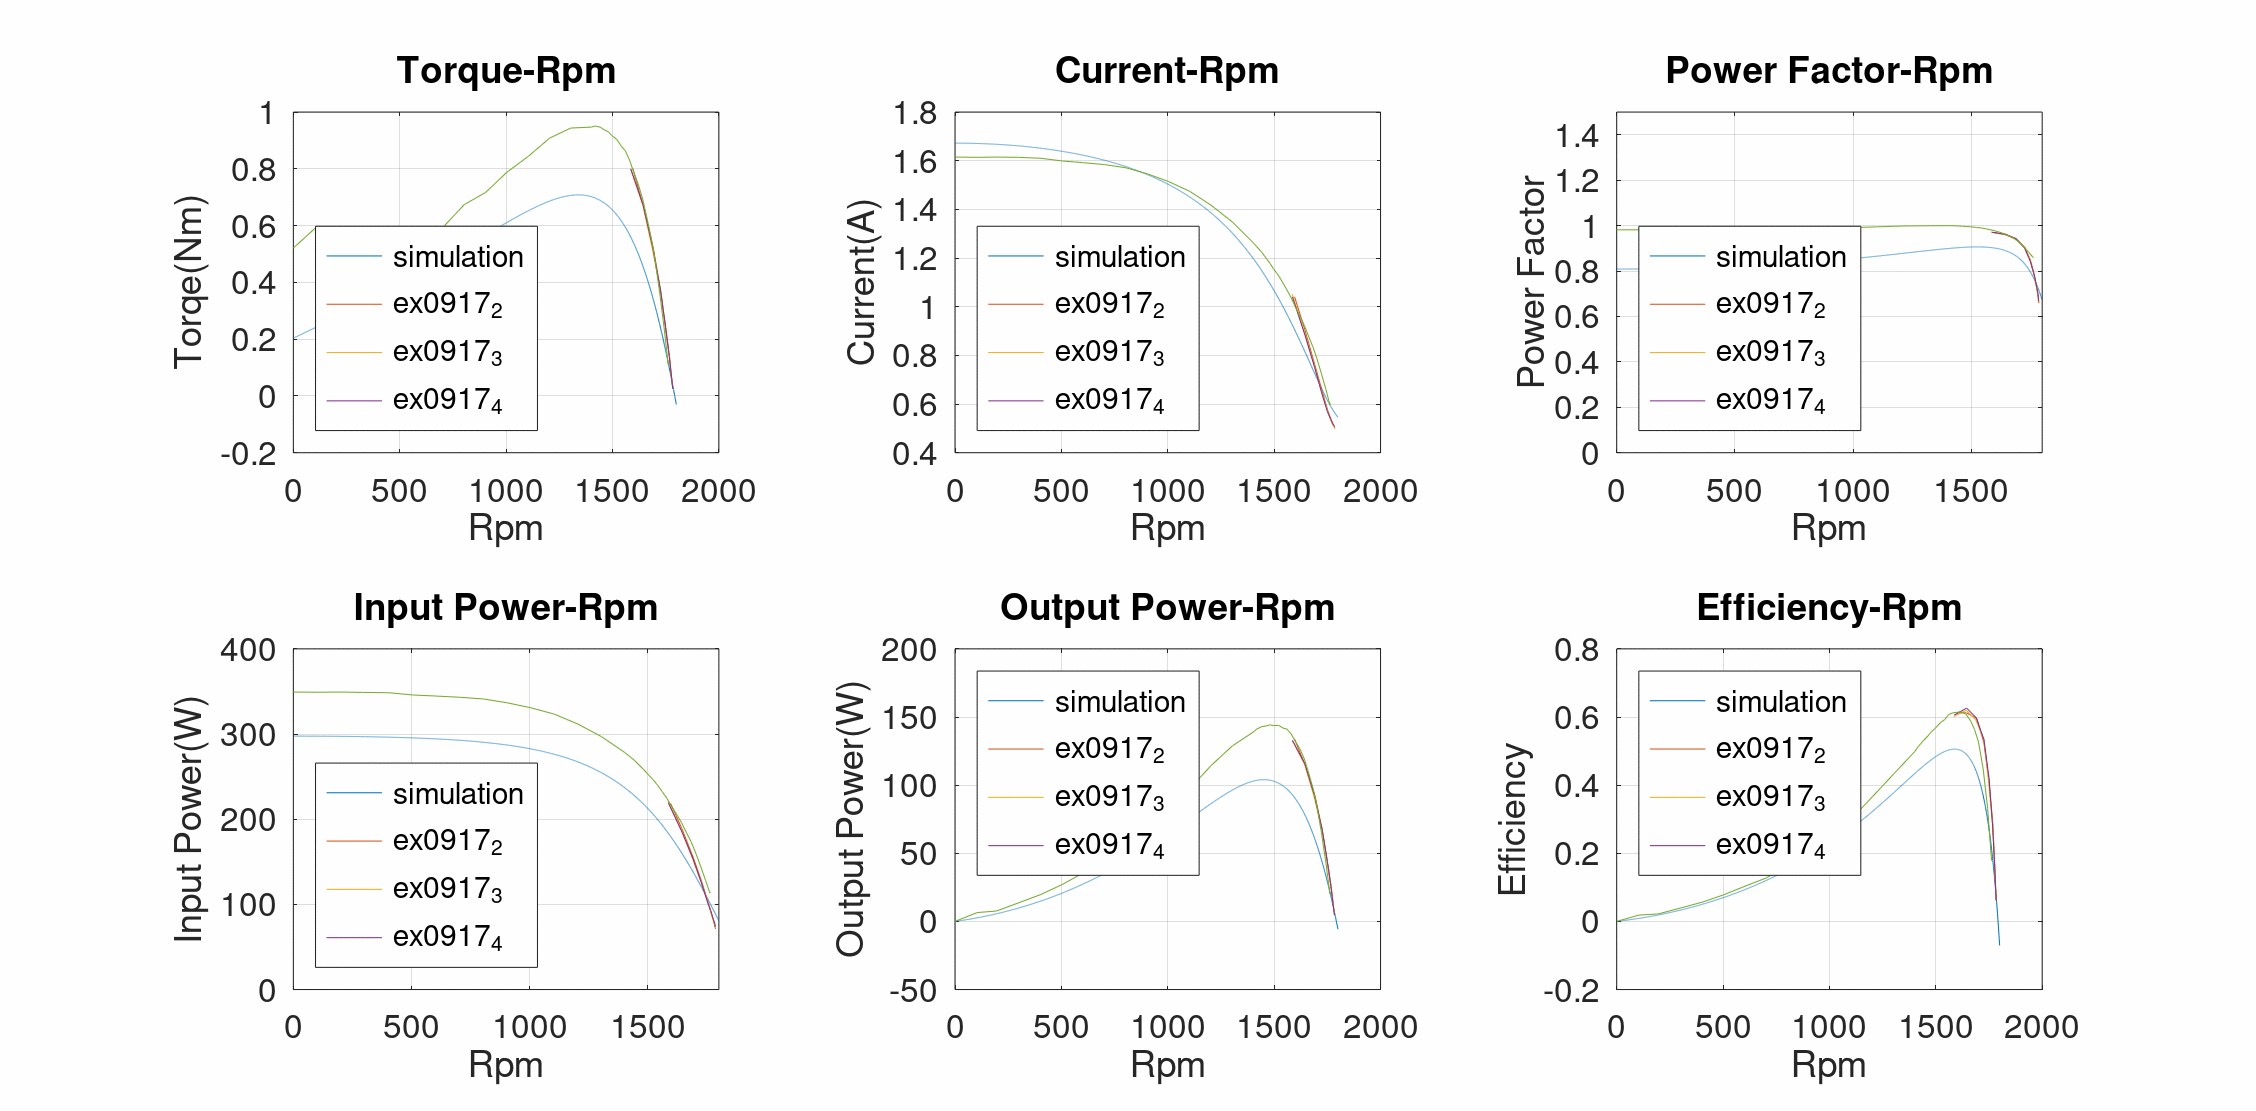 Torque-Rpm
1
0.8
0.6
0.4
0.2
0
-0.2
Torqe(Nm)
simulation
ex0917₂
ex0917₃
ex0917₄
0 500 1000 1500 2000
Rpm
Current-Rpm
1.8
1.6
1.4
1.2
1
0.8
0.6
0.4
Current(A)
simulation
ex0917₂
ex0917₃
ex0917₄
0 500 1000 1500 2000
Rpm
Power Factor-Rpm
1.4
1.2
1
0.8
0.6
0.4
0.2
0
Power Factor
simulation
ex0917₂
ex0917₃
ex0917₄
0 500 1000 1500
Rpm
Input Power-Rpm
400
300
200
100
0
Input Power(W)
simulation
ex0917₂
ex0917₃
ex0917₄
0 500 1000 1500
Rpm
Output Power-Rpm
200
150
100
50
0
-50
Output Power(W)
simulation
ex0917₂
ex0917₃
ex0917₄
0 500 1000 1500 2000
Rpm
Efficiency-Rpm
0.8
0.6
0.4
0.2
0
-0.2
Efficiency
simulation
ex0917₂
ex0917₃
ex0917₄
0 500 1000 1500 2000
Rpm